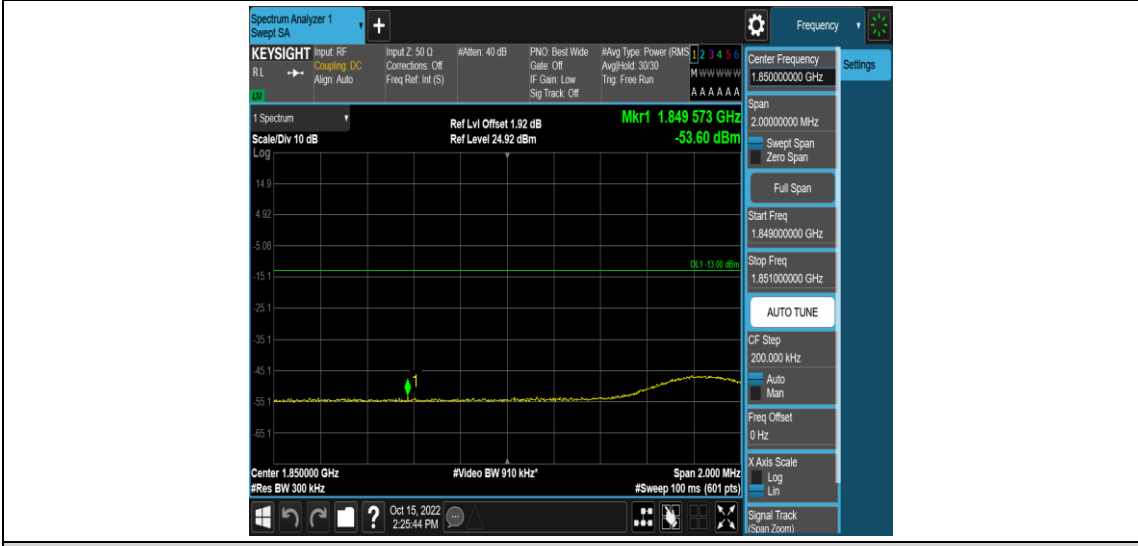 Spectrum Analyzer 1
Swept SA
Frequency
KEYSIGHT
RL
Input: RF
Coupling: DC
Align: Auto
Input Z: 50 Ω
Corrections: Off
Freq Ref: Int (S)
#Atten: 40 dB
PNO: Best Wide
Gate: Off
IF Gain: Low
Sig Track: Off
#Avg Type: Power (RMS
Avg|Hold: 30/30
Trig: Free Run
1 2 3 4 5 6
M W W W W W
A A A A A A
1 Spectrum
Scale/Div 10 dB
Log
Ref Lvl Offset 1.92 dB
Ref Level 24.92 dBm
Mkr1 1.849 573 GHz
-53.60 dBm
14.9
4.92
-5.08
DL1 -13.00 dBm
-15.1
-25.1
-35.1
-45.1
1
-55.1
-65.1
Center 1.850000 GHz
#Res BW 300 kHz
#Video BW 910 kHz*
Span 2.000 MHz
#Sweep 100 ms (601 pts)
?
Oct 15, 2022
2:25:44 PM
Center Frequency
1.850000000 GHz
Settings
Span
2.00000000 MHz
Swept Span
Zero Span
Full Span
Start Freq
1.849000000 GHz
Stop Freq
1.851000000 GHz
AUTO TUNE
CF Step
200.000 kHz
Auto
Man
Freq Offset
0 Hz
X Axis Scale
Log
Lin
Signal Track
(Span Zoom)